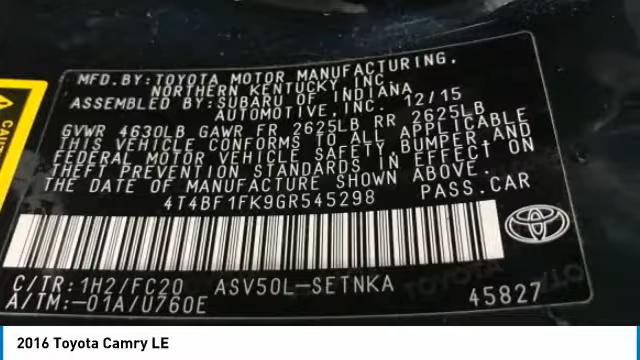 MFD.BY:TOYOTA MOTOR MANUFACTURING.
NORTHERN KENTUCKY,INC
ASSEMBLED BY:SUBARU OF INDIANA
AUTOMOTIVE,INC. 12/15
GVWR 4630LB GAWR FR 2625LB RR 2625LB
THIS VEHICLE CONFORMS TO ALL APPLICABLE
FEDERAL MOTOR VEHICLE SAFETY,BUMPER,AND
THEFT PREVENTION STANDARDS IN EFFECT ON
THE DATE OF MANUFACTURE SHOWN ABOVE.
4T4BF1FK9GR545298 PASS.CAR
C/TR:1H2/FC20 ASV50L-SETNKA
A/TM:-01A/U760E 45827
2016 Toyota Camry LE